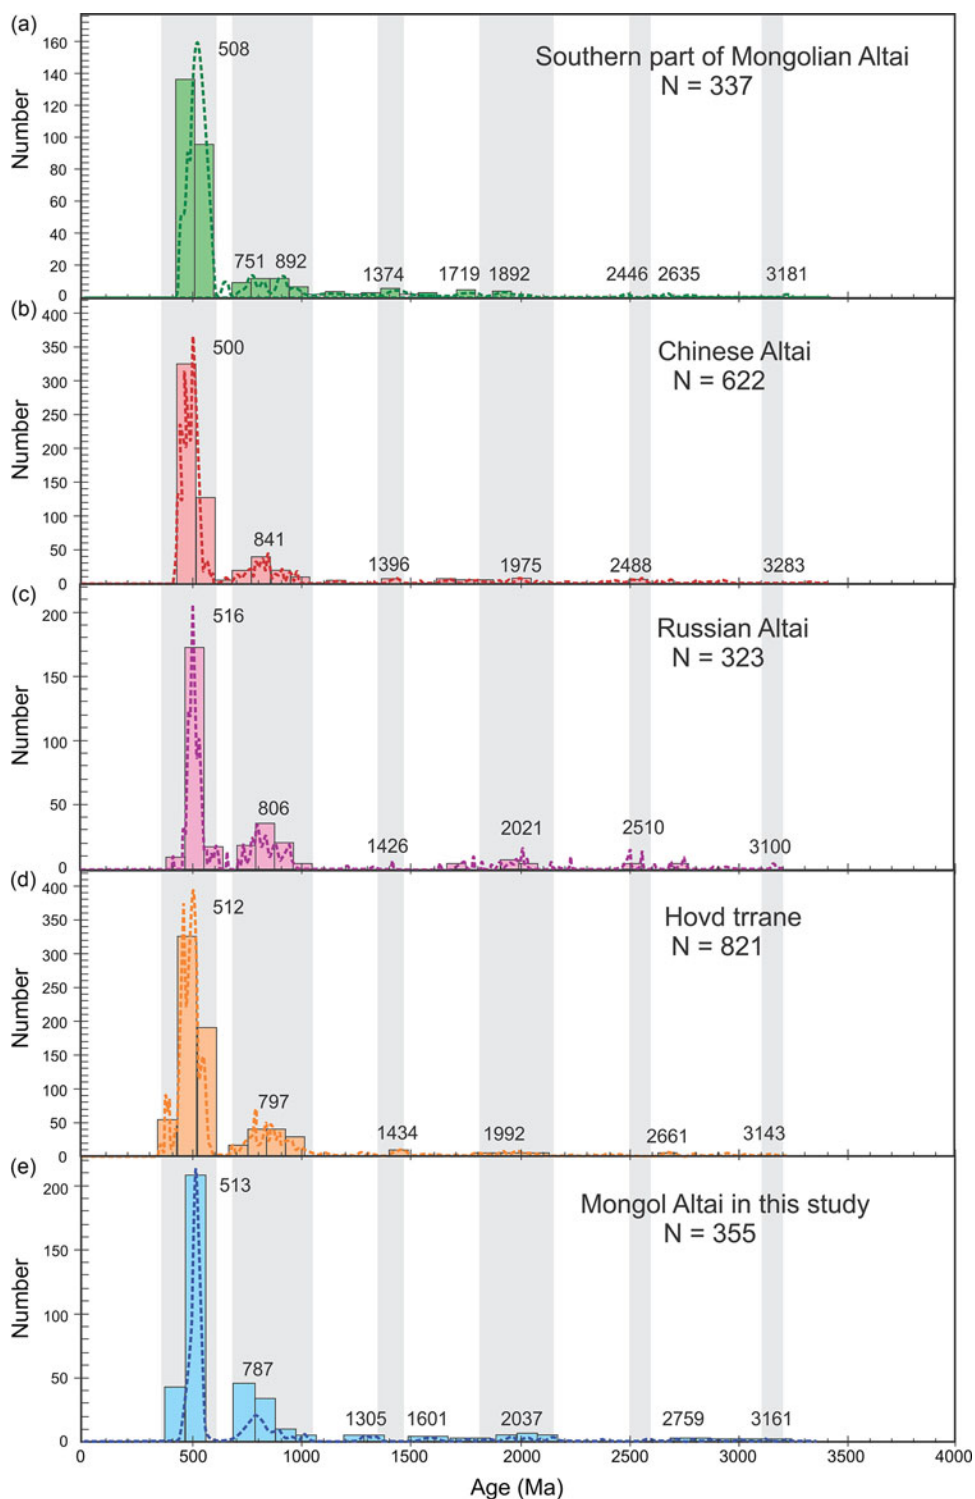 (a)
Number
160
140
120
100
80
60
40
20
0
508
Southern part of Mongolian Altai
N = 337
751 892 1374 1719 1892 2446 2635 3181
(b)
Number
400
350
300
250
200
150
100
50
0
500
Chinese Altai
N = 622
841
1396 1975 2488 3283
(c)
Number
200
150
100
50
0
516
Russian Altai
N = 323
806
1426 2021 2510 3100
(d)
Number
400
350
300
250
200
150
100
50
0
512
Hovd trrane
N = 821
797
1434 1992 2661 3143
(e)
Number
200
150
100
50
0
513
Mongol Altai in this study
N = 355
787
1305 1601 2037 2759 3161
0 500 1000 1500 2000 2500 3000 3500 4000
Age (Ma)